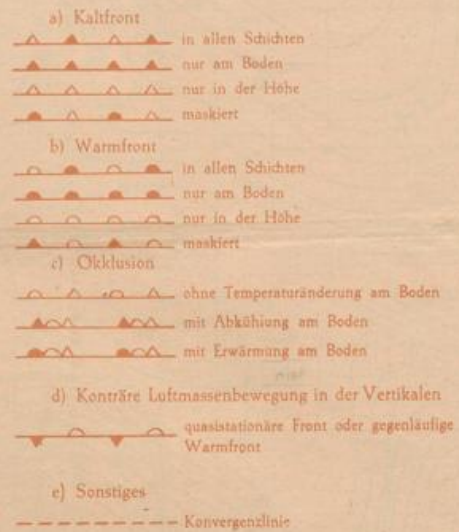 a) Kaltfront
in allen Schichten
nur am Boden
nur in der Höhe
maskiert
b) Warmfront
in allen Schichten
nur am Boden
nur in der Höhe
maskiert
c) Okklusion
ohne Temperaturänderung am Boden
mit Abkühlung am Boden
mit Erwärmung am Boden
d) Konträre Luftmassenbewegung in der Vertikalen
quasistationäre Front oder gegenläufige
Warmfront
e) Sonstiges
Konvergenzlinie